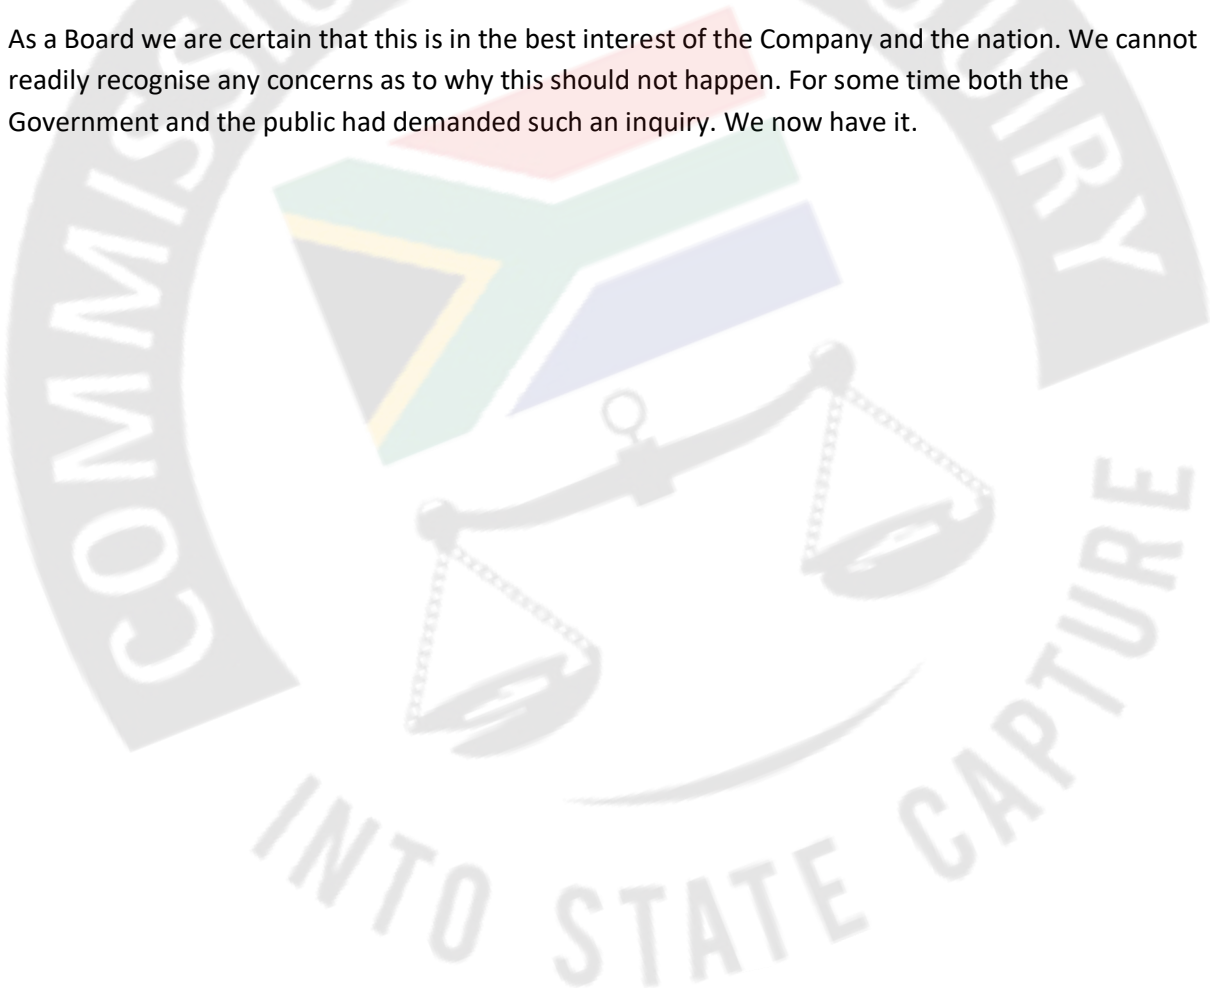 As a Board we are certain that this is in the best interest of the Company and the nation. We cannot
readily recognise any concerns as to why this should not happen. For some time both the
Government and the public had demanded such an inquiry. We now have it.
COMMISSIO
UIRY
INTO STATE CAPTURE